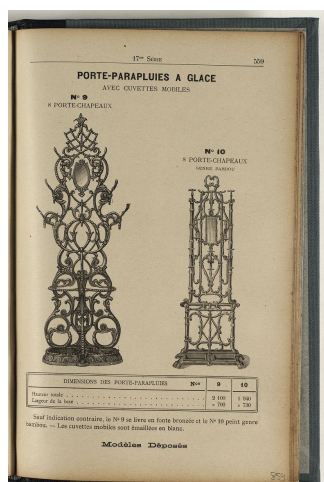 17me Série 559
PORTE-PARAPLUIES A GLACE
AVEC CUVETTES MOBILES
No 9
8 PORTE-CHAPEAUX
No 10
8 PORTE-CHAPEAUX
GENRE BAMBOU
DIMENSIONS DES PORTE-PARAPLUIES Nos 9 10
Hauteur totale 2 100 1 940
Largeur de la base » 760 » 730
Sauf indication contraire, le No 9 se livre en fonte bronzée et le No 10 peint genre
bambou. — Les cuvettes mobiles sont émaillées en blanc.
Modèles Déposés